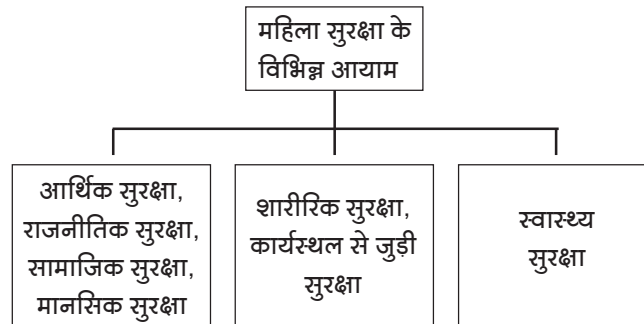 महिला सुरक्षा के
विभिन्न आयाम
आर्थिक सुरक्षा,
राजनीतिक सुरक्षा,
सामाजिक सुरक्षा,
मानसिक सुरक्षा
शारीरिक सुरक्षा,
कार्यस्थल से जुड़ी
सुरक्षा
स्वास्थ्य
सुरक्षा